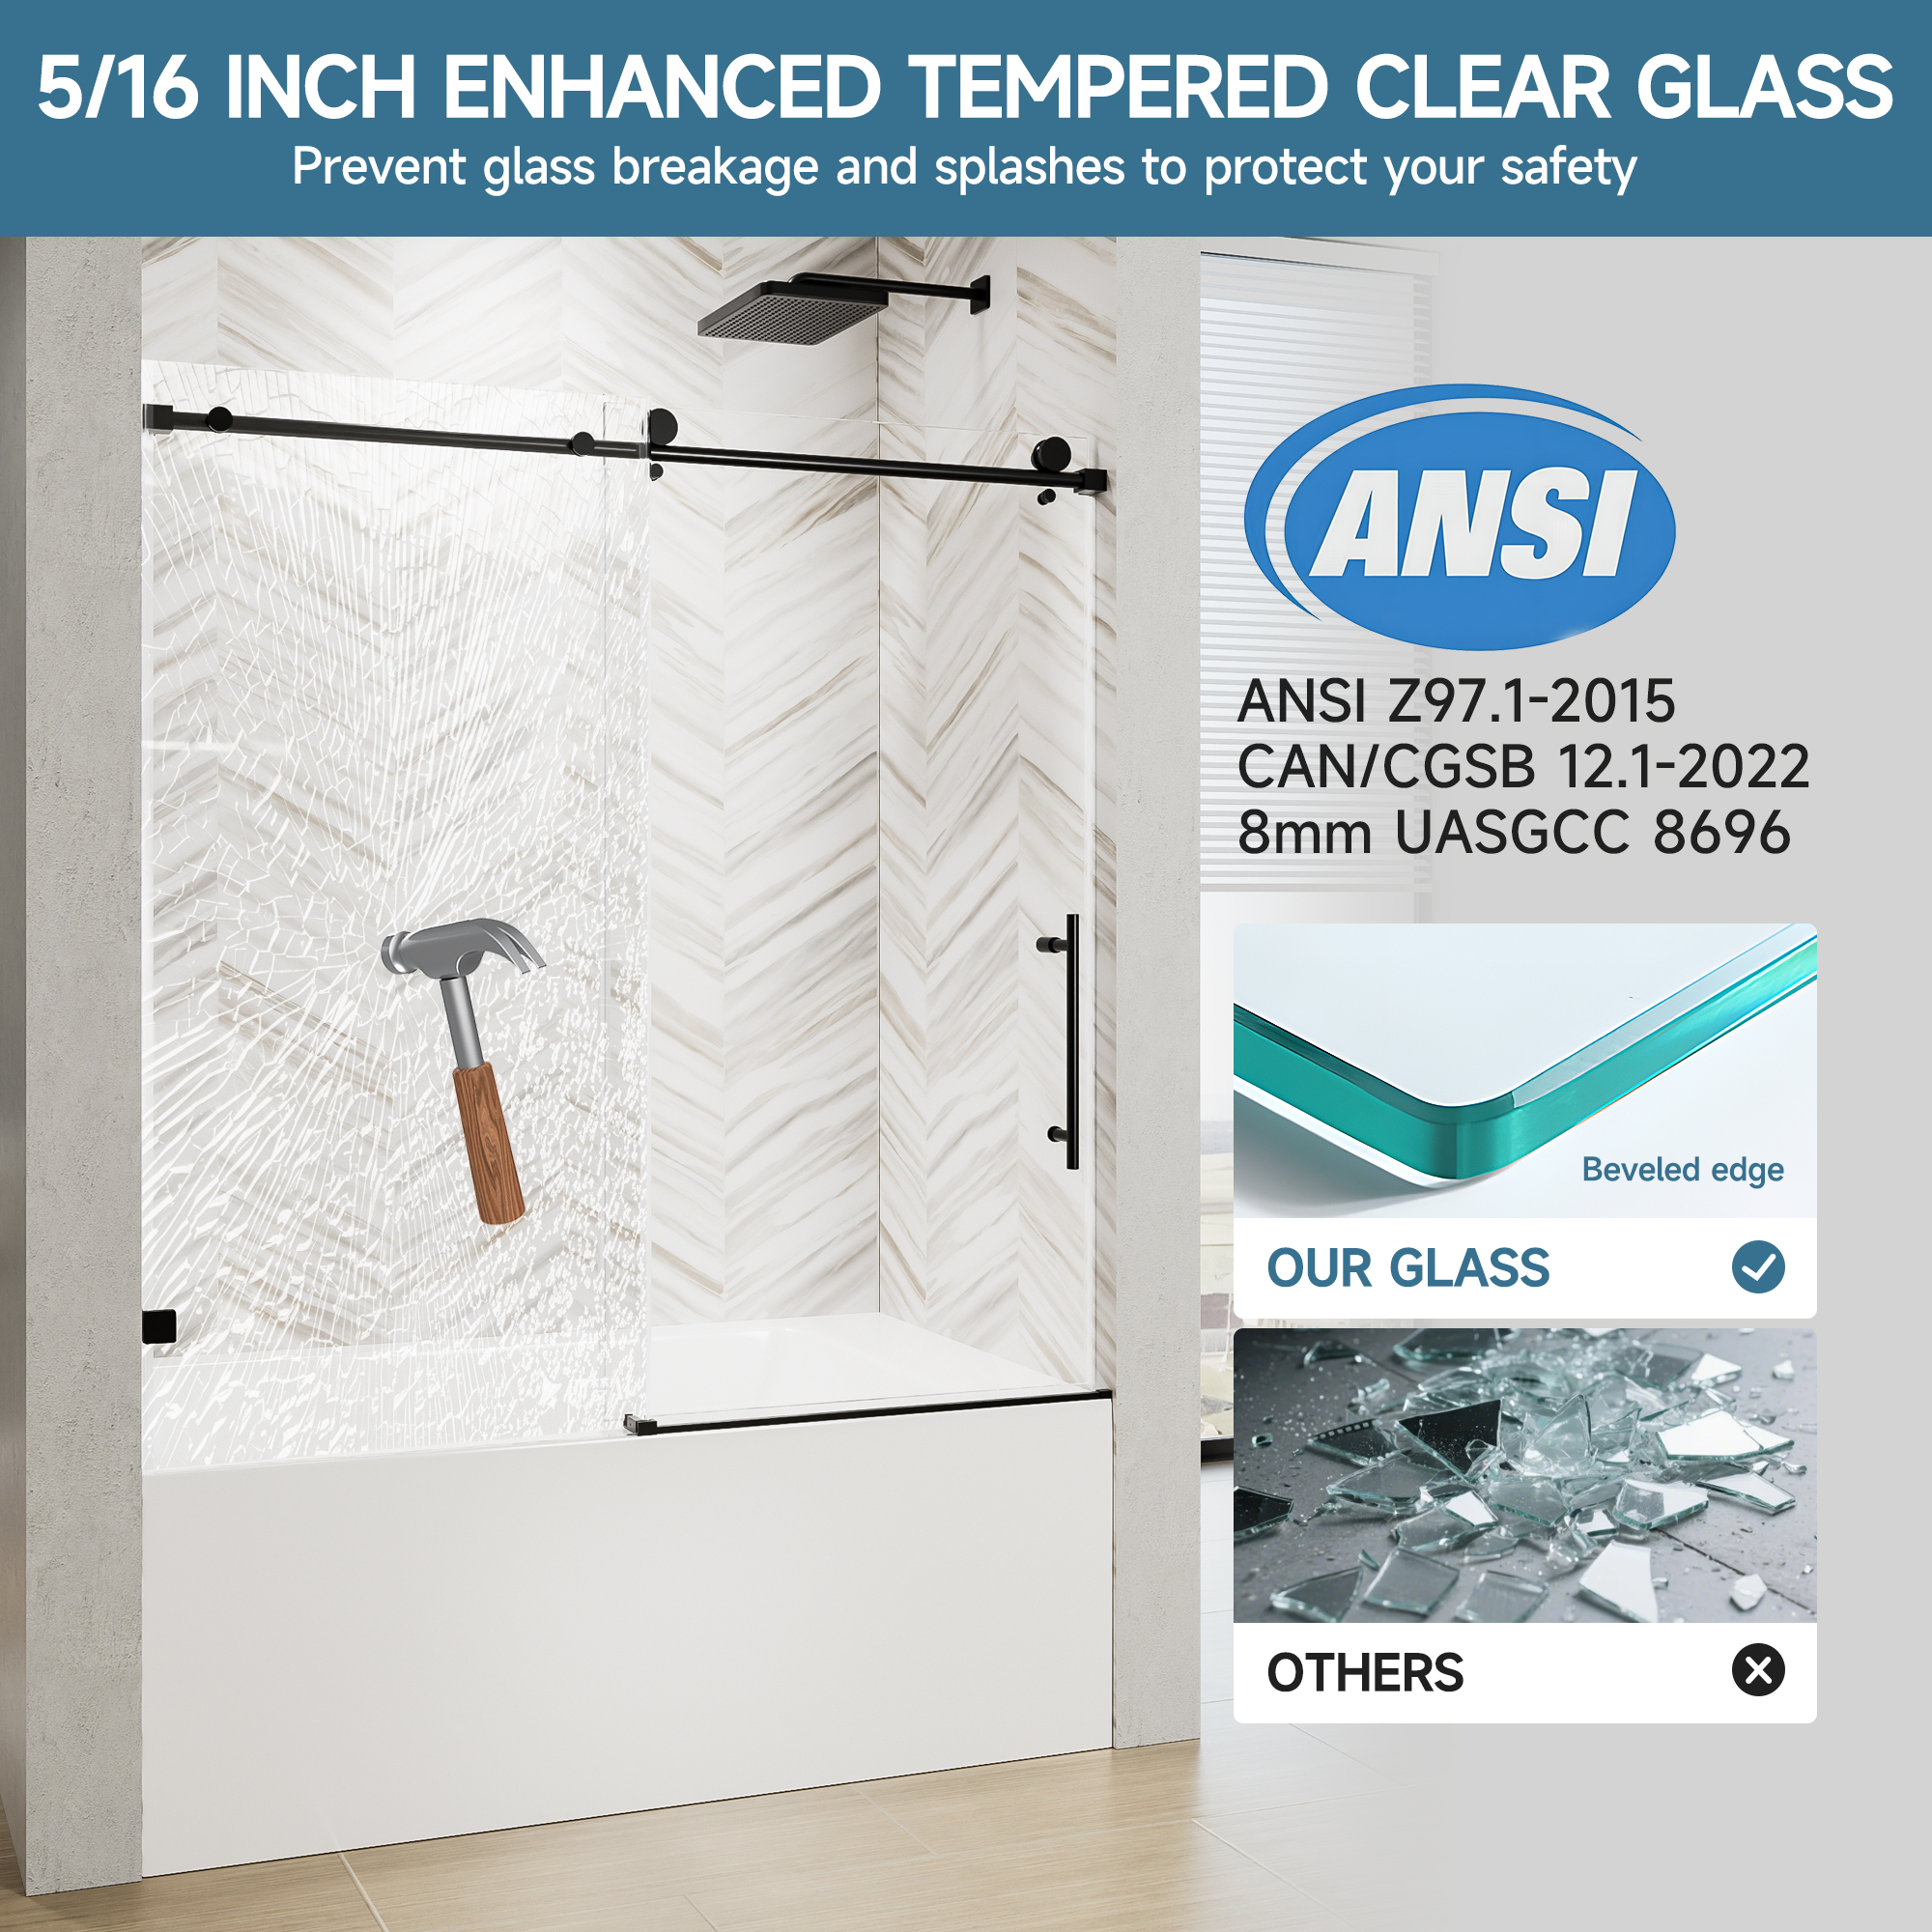 5/16 INCH ENHANCED TEMPERED CLEAR GLASS
Prevent glass breakage and splashes to protect your safety
ANSI
ANSI Z97.1-2015
CAN/CGSB 12.1-2022
8mm UASGCC 8696
Beveled edge
OUR GLASS
OTHERS